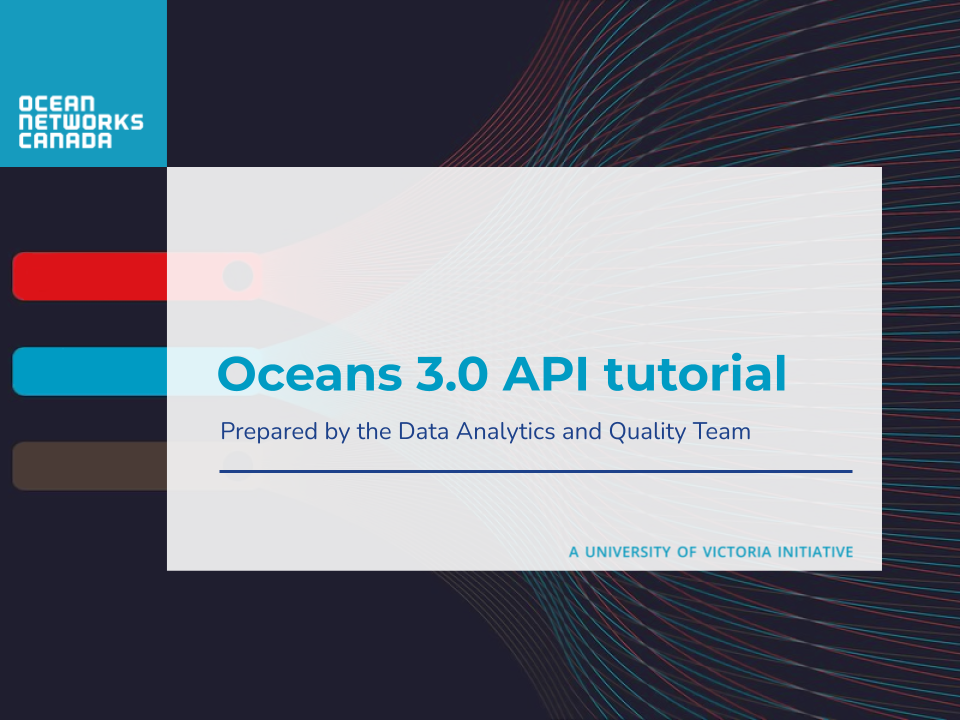 OCEAN
NETWORKS
CANADA
Oceans 3.0 API tutorial
Prepared by the Data Analytics and Quality Team
A UNIVERSITY OF VICTORIA INITIATIVE